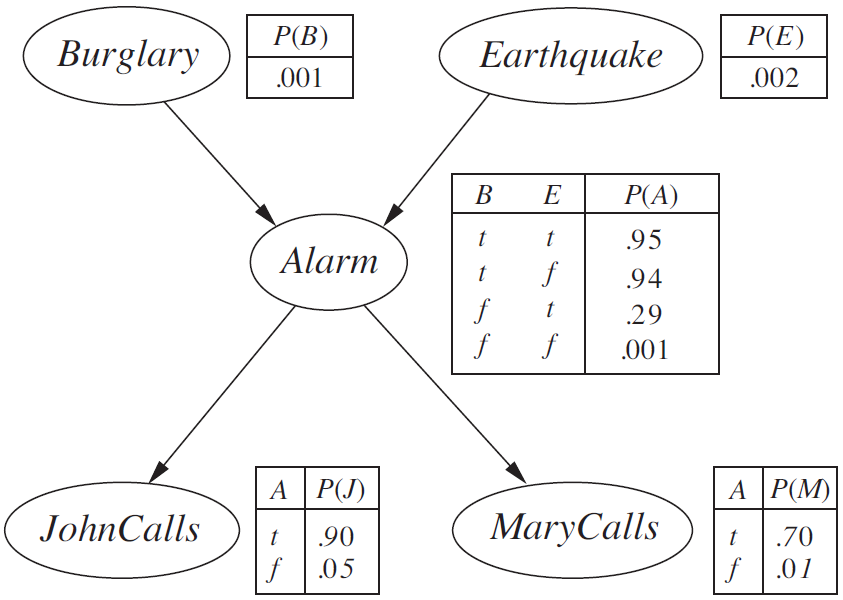 Burglary
P(B)
.001
Earthquake
P(E)
.002
Alarm
B E P(A)
t t .95
t f .94
f t .29
f f .001
JohnCalls
A P(J)
t .90
f .05
MaryCalls
A P(M)
t .70
f .01